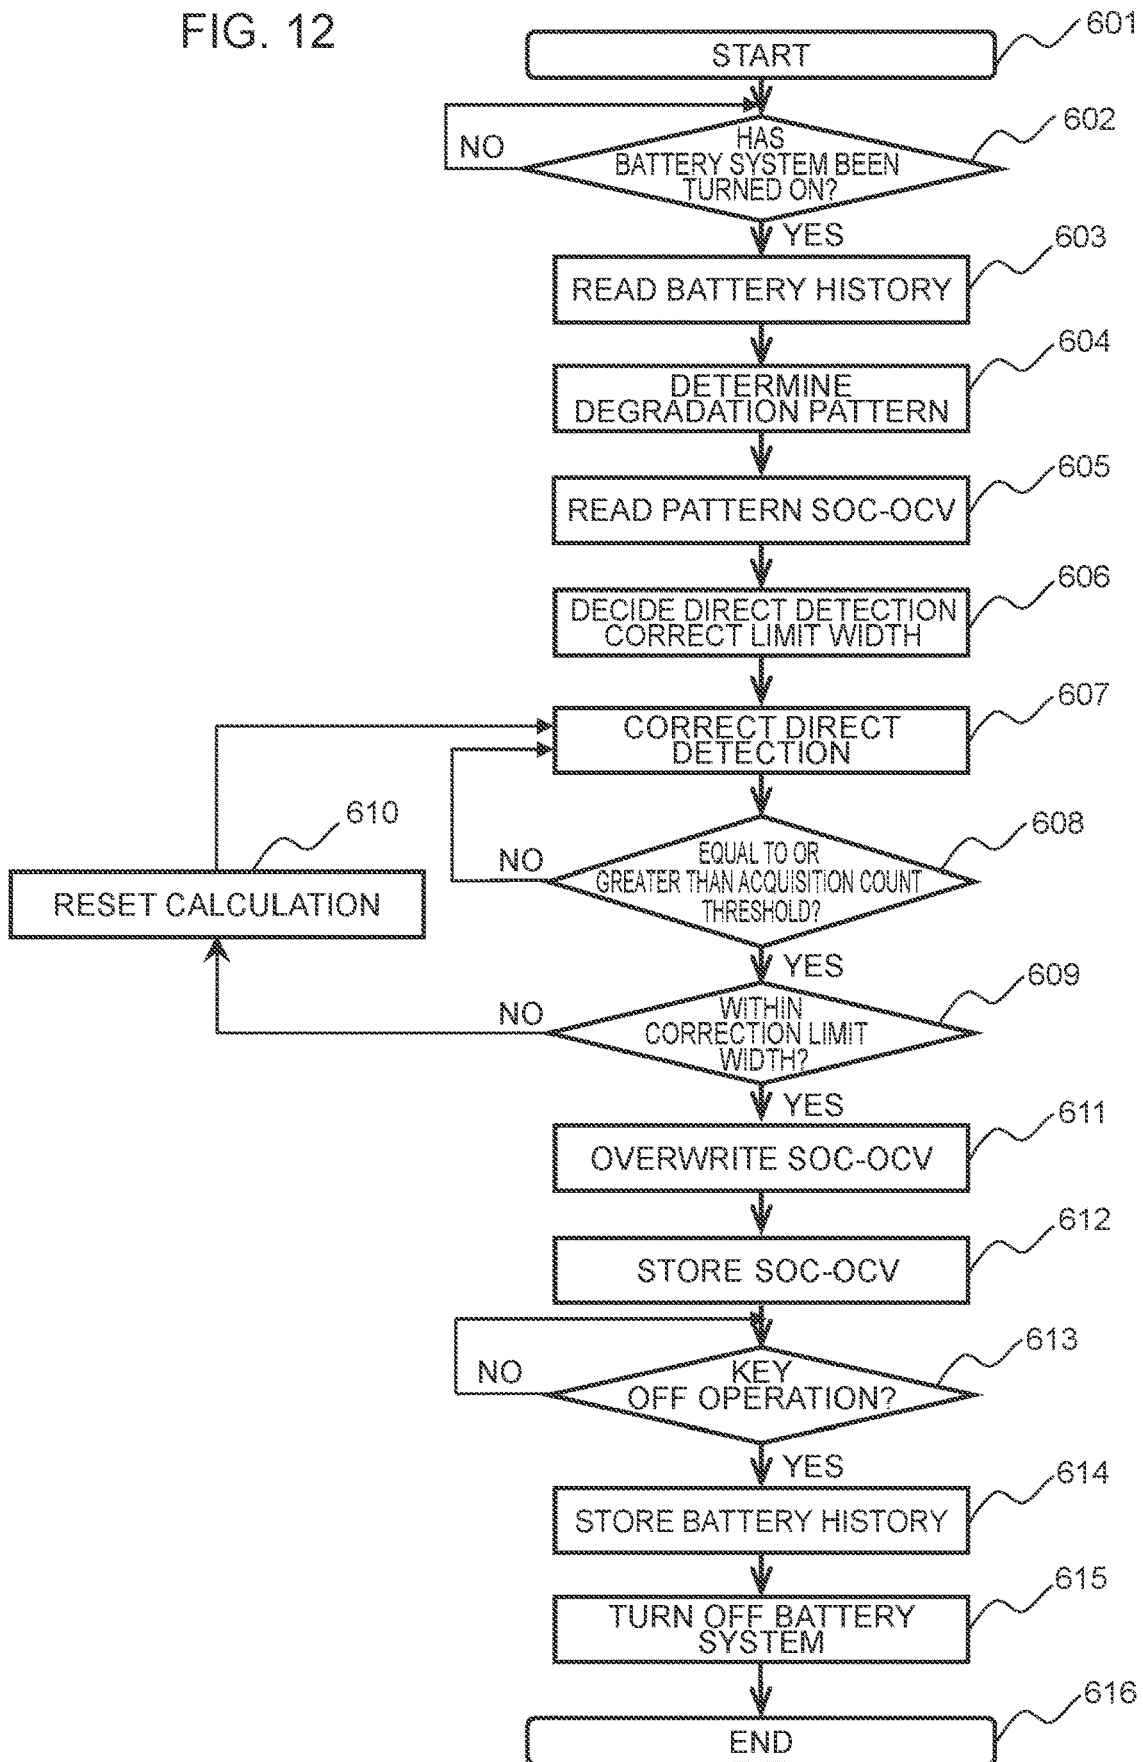 FIG. 12
START
601
HAS
BATTERY SYSTEM BEEN
TURNED ON?
602
NO
YES
READ BATTERY HISTORY
603
DETERMINE
DEGRADATION PATTERN
604
READ PATTERN SOC-OCV
605
DECIDE DIRECT DETECTION
CORRECT LIMIT WIDTH
606
CORRECT DIRECT
DETECTION
607
EQUAL TO OR
GREATER THAN ACQUISITION COUNT
THRESHOLD?
608
NO
YES
610
RESET CALCULATION
WITHIN
CORRECTION LIMIT
WIDTH?
609
NO
YES
OVERWRITE SOC-OCV
611
STORE SOC-OCV
612
KEY
OFF OPERATION?
613
NO
YES
STORE BATTERY HISTORY
614
TURN OFF BATTERY
SYSTEM
615
END
616